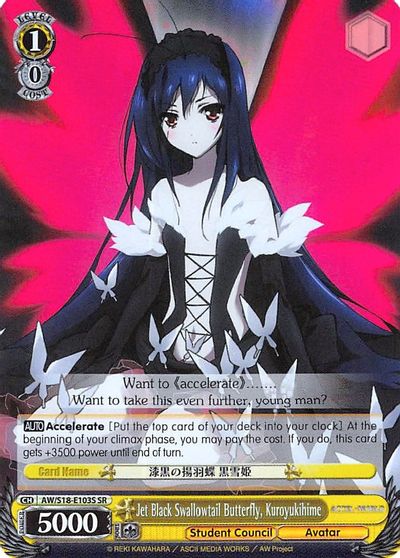 LEVEL
1
0
COST
Want to 《accelerate》.......
Want to take this even further, young man?
AUTO Accelerate [Put the top card of your deck into your clock] At the
beginning of your climax phase, you may pay the cost. If you do, this card
gets +3500 power until end of turn.
Card Name
漆黒の揚羽蝶 黒雪姫
AW/S18-E103S SR
Jet Black Swallowtail Butterfly, Kuroyukihime
POWER
5000
Student Council
Avatar
© REKI KAWAHARA / ASCII MEDIA WORKS / AW Project